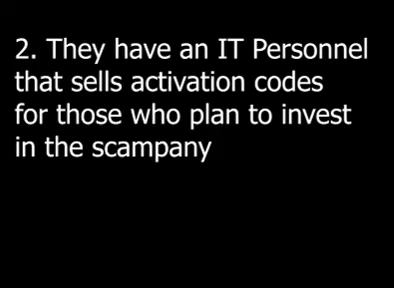 2. They have an IT Personnel
that sells activation codes
for those who plan to invest
in the scampany